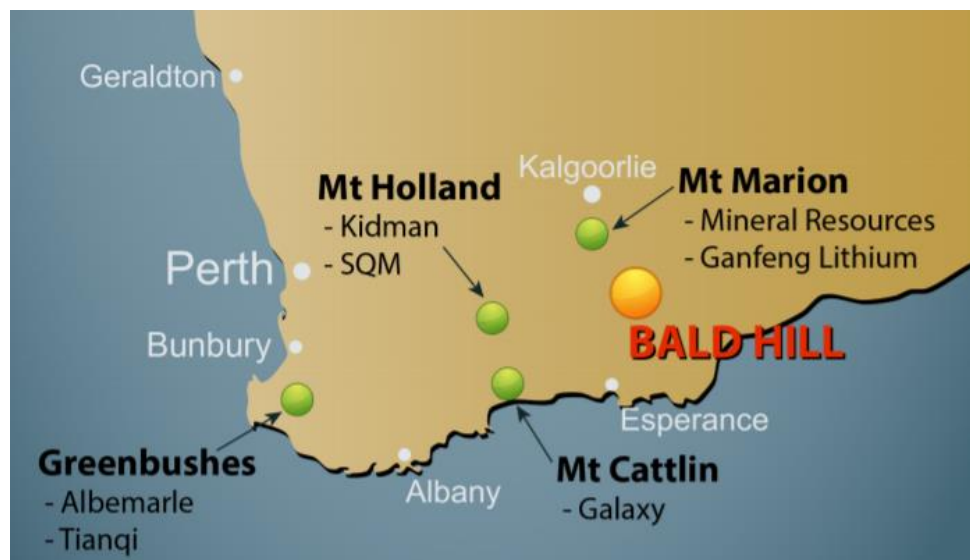 Geraldton
Kalgoorlie
Mt Holland
- Kidman
- SQM
Mt Marion
- Mineral Resources
- Ganfeng Lithium
Perth
BALD HILL
Bunbury
Esperance
Greenbushes
- Albemarle
- Tianqi
Albany
Mt Cattlin
- Galaxy